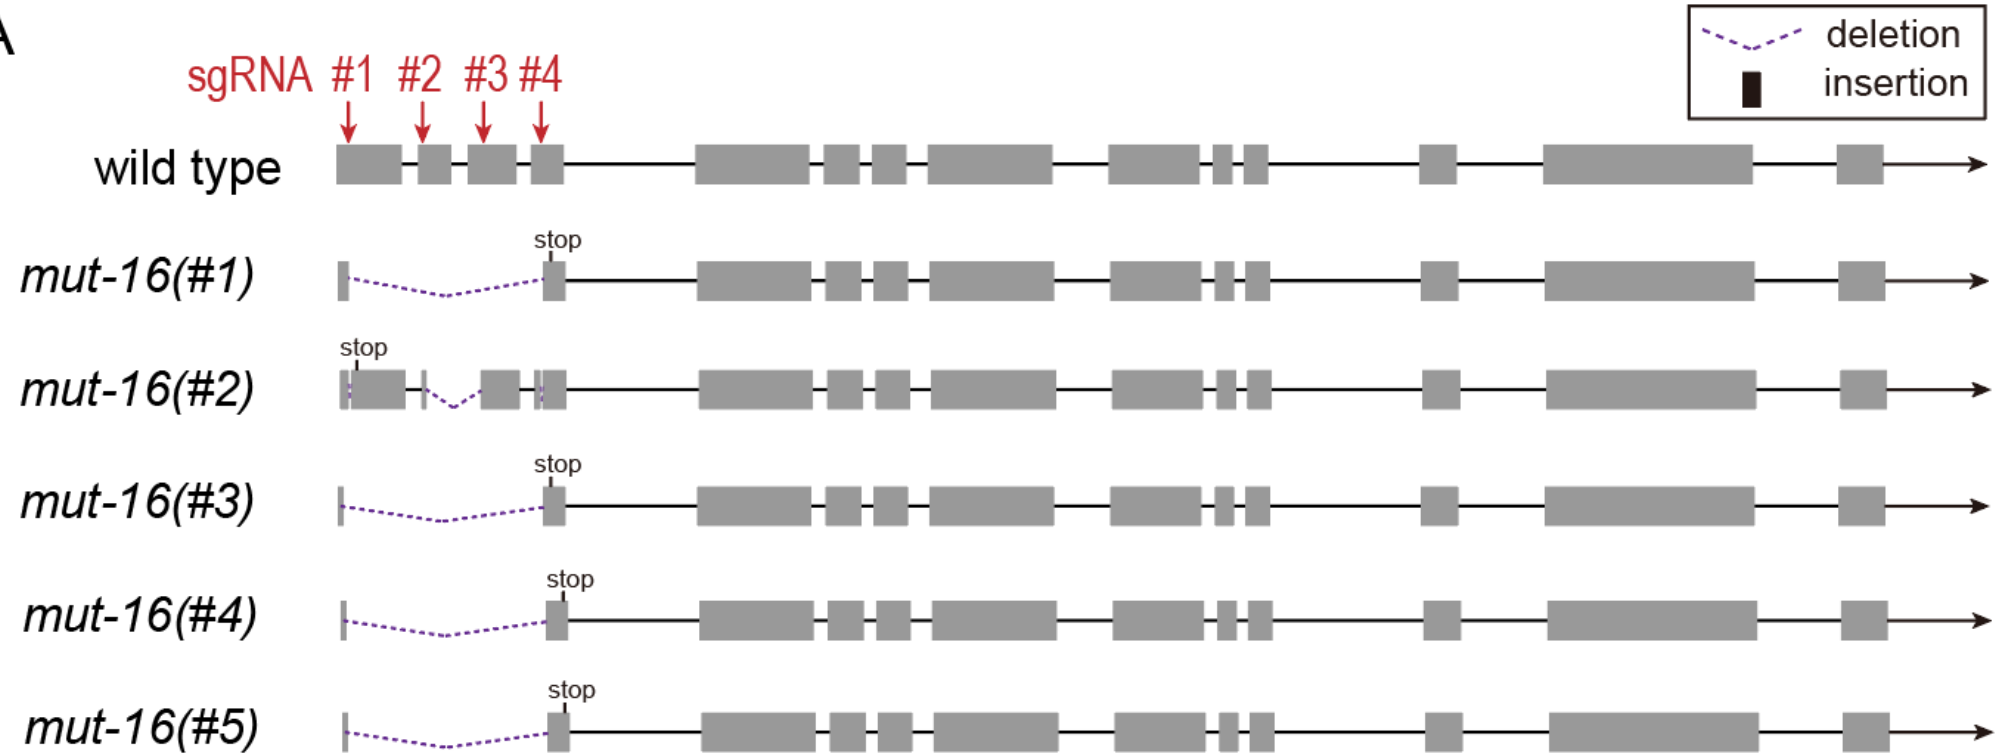 A
deletion
insertion
sgRNA #1 #2 #3 #4
wild type
stop
mut-16(#1)
stop
mut-16(#2)
stop
mut-16(#3)
stop
mut-16(#4)
stop
mut-16(#5)